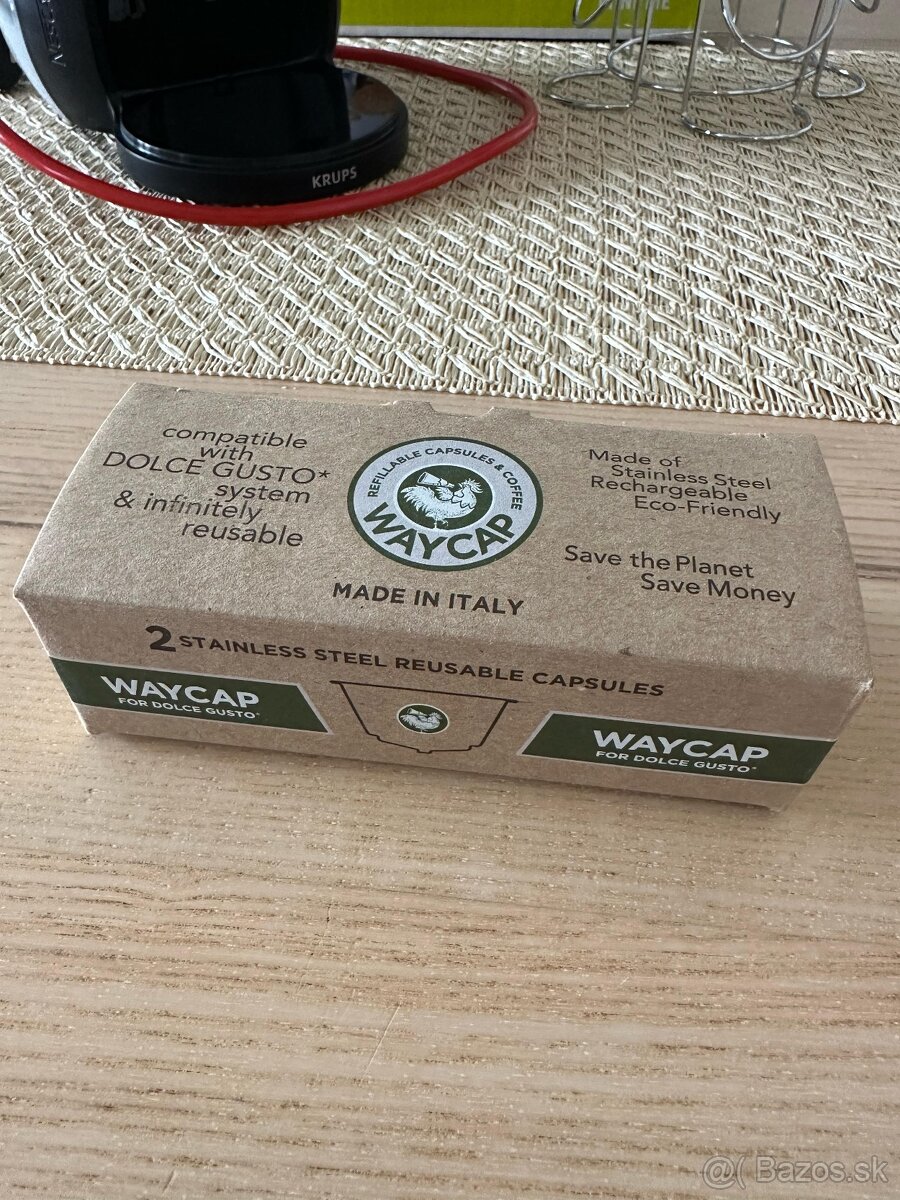 KRUPS
compatible
with
DOLCE GUSTO*
system
& infinitely
reusable
REFILLABLE CAPSULES & COFFEE
WAYCAP
MADE IN ITALY
Made of
Stainless Steel
Rechargeable
Eco-Friendly
Save the Planet
Save Money
2 STAINLESS STEEL REUSABLE CAPSULES
WAYCAP
FOR DOLCE GUSTO*
WAYCAP
FOR DOLCE GUSTO*
@( Bazos.sk